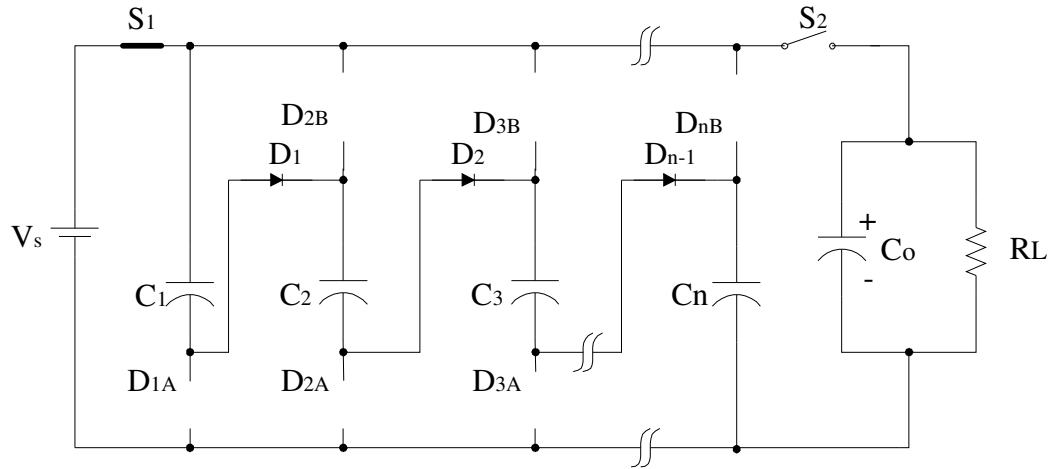 S1 S2
D2B D3B DnB
D1 D2 Dn-1
Vs + Co RL
C1 C2 C3 Cn -
D1A D2A D3A